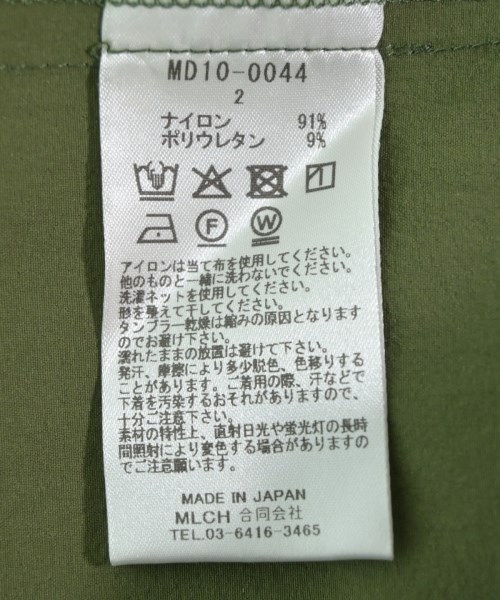 MD10-0044
2
ナイロン 91%
ポリウレタン 9%
F W
アイロンは当て布を使用してください。
他のものと一緒に洗わないでください。
洗濯ネットを使用してください。
形を整えて干してください。
タンブラー乾燥は縮みの原因となります
のでお避け下さい。
濡れたままの放置は避けて下さい。
発汗、摩擦により多少脱色、色移りする
ことがあります。ご着用の際、汗などで
下着を汚染するおそれがありますので、
十分ご注意下さい。
素材の特性上、直射日光や蛍光灯の長時
間照射により変色する場合がありますの
でご注意願います。
MADE IN JAPAN
MLCH 合同会社
TEL.03-6416-3465